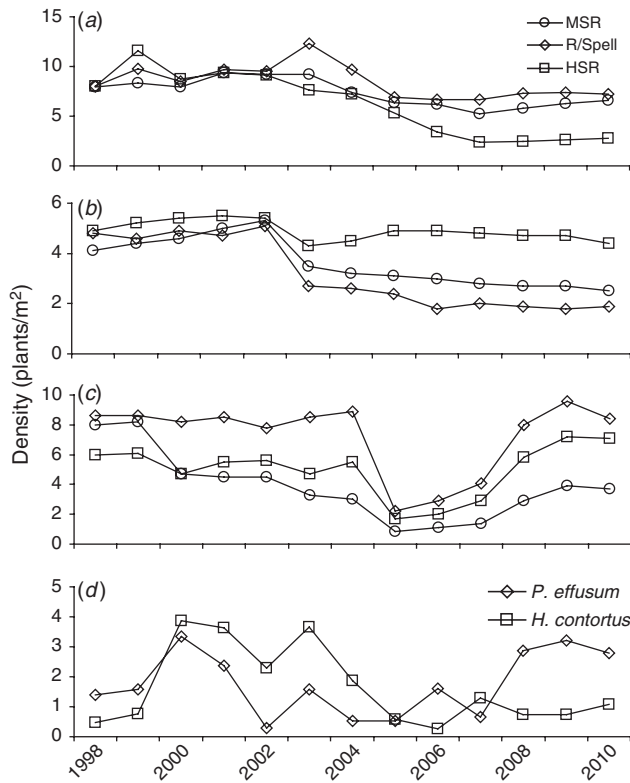 (a)
15
10
5
0
MSR
R/Spell
HSR
(b)
6
4
2
0
Density (plants/m²)
(c)
10
8
6
4
2
0
(d)
5
4
3
2
1
0
P. effusum
H. contortus
1998 2000 2002 2004 2006 2008 2010